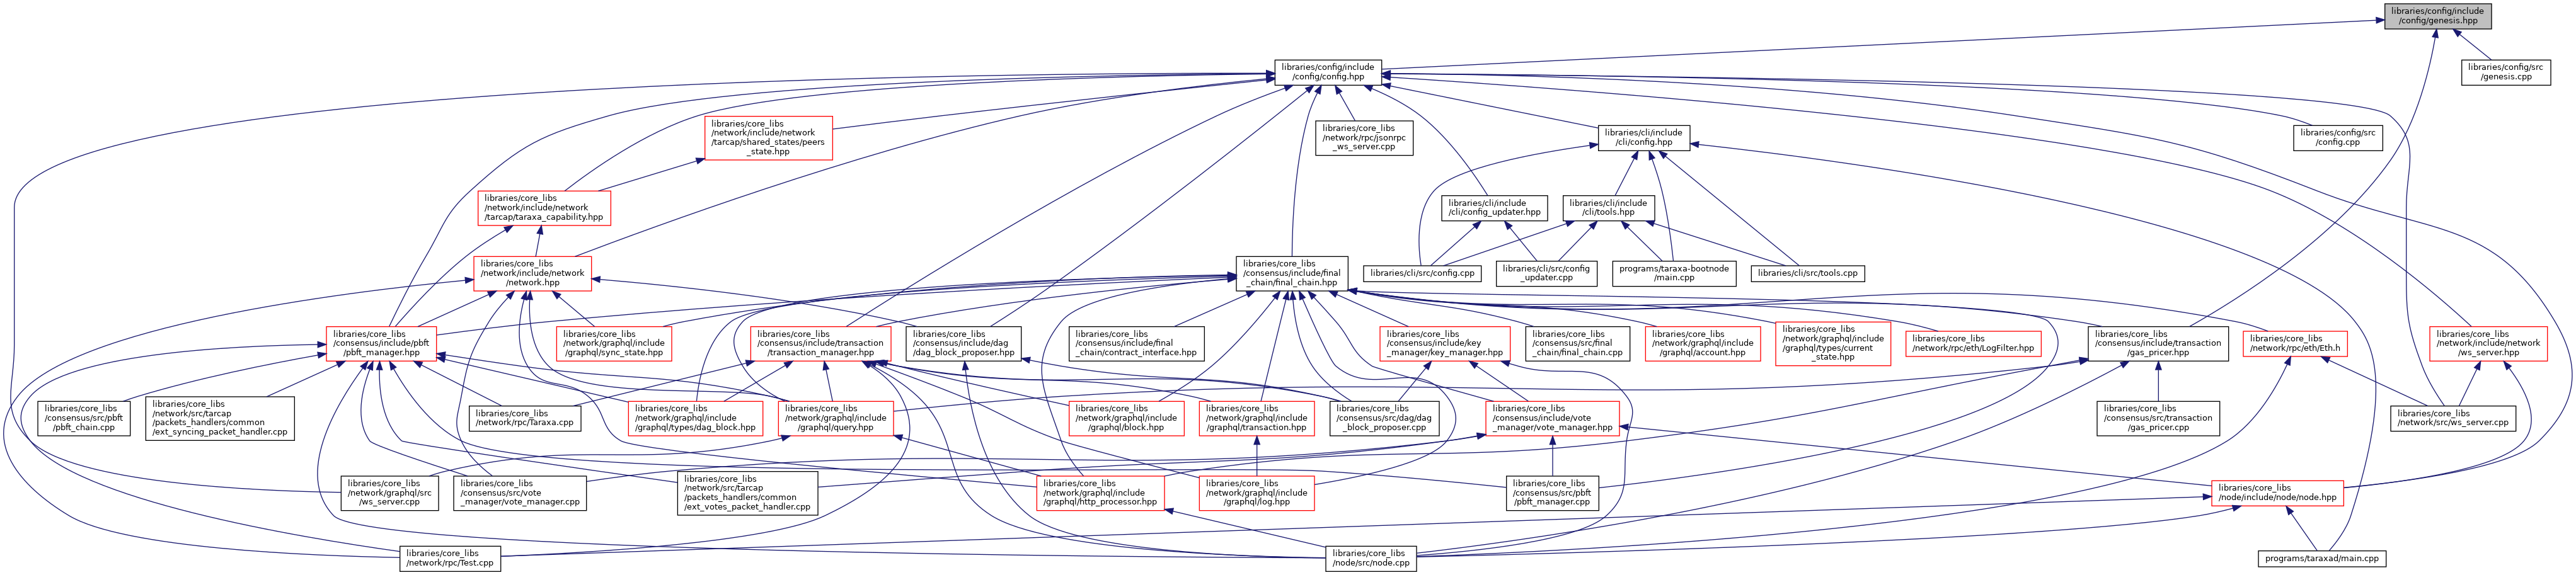 libraries/config/include
/config/genesis.hpp
libraries/config/include
/config/config.hpp
libraries/config/src
/genesis.cpp
libraries/core_libs
/network/include/network
/tarcap/shared_states/peers
_state.hpp
libraries/core_libs
/network/rpc/jsonrpc
_ws_server.cpp
libraries/cli/include
/cli/config.hpp
libraries/config/src
/config.cpp
libraries/core_libs
/network/include/network
/tarcap/taraxa_capability.hpp
libraries/cli/include
/cli/config_updater.hpp
libraries/cli/include
/cli/tools.hpp
libraries/core_libs
/network/include/network
/network.hpp
libraries/core_libs
/consensus/include/final
_chain/final_chain.hpp
libraries/cli/src/config.cpp
libraries/cli/src/config
_updater.cpp
programs/taraxa-bootnode
/main.cpp
libraries/cli/src/tools.cpp
libraries/core_libs
/consensus/include/pbft
/pbft_manager.hpp
libraries/core_libs
/network/graphql/include
/graphql/sync_state.hpp
libraries/core_libs
/consensus/include/transaction
/transaction_manager.hpp
libraries/core_libs
/consensus/include/dag
/dag_block_proposer.hpp
libraries/core_libs
/consensus/include/final
_chain/contract_interface.hpp
libraries/core_libs
/consensus/include/key
_manager/key_manager.hpp
libraries/core_libs
/consensus/src/final
_chain/final_chain.cpp
libraries/core_libs
/network/graphql/include
/graphql/account.hpp
libraries/core_libs
/network/graphql/include
/graphql/types/current
_state.hpp
libraries/core_libs
/network/rpc/eth/LogFilter.hpp
libraries/core_libs
/consensus/include/transaction
/gas_pricer.hpp
libraries/core_libs
/network/rpc/eth/Eth.h
libraries/core_libs
/network/include/network
/ws_server.hpp
libraries/core_libs
/consensus/src/pbft
/pbft_chain.cpp
libraries/core_libs
/network/src/tarcap
/packets_handlers/common
/ext_syncing_packet_handler.cpp
libraries/core_libs
/network/rpc/Taraxa.cpp
libraries/core_libs
/network/graphql/include
/graphql/types/dag_block.hpp
libraries/core_libs
/network/graphql/include
/graphql/query.hpp
libraries/core_libs
/network/graphql/include
/graphql/block.hpp
libraries/core_libs
/network/graphql/include
/graphql/transaction.hpp
libraries/core_libs
/consensus/src/dag/dag
_block_proposer.cpp
libraries/core_libs
/consensus/include/vote
_manager/vote_manager.hpp
libraries/core_libs
/consensus/src/transaction
/gas_pricer.cpp
libraries/core_libs
/network/src/ws_server.cpp
libraries/core_libs
/network/graphql/src
/ws_server.cpp
libraries/core_libs
/consensus/src/vote
_manager/vote_manager.cpp
libraries/core_libs
/network/src/tarcap
/packets_handlers/common
/ext_votes_packet_handler.cpp
libraries/core_libs
/network/graphql/include
/graphql/http_processor.hpp
libraries/core_libs
/network/graphql/include
/graphql/log.hpp
libraries/core_libs
/consensus/src/pbft
/pbft_manager.cpp
libraries/core_libs
/node/include/node/node.hpp
libraries/core_libs
/network/rpc/Test.cpp
libraries/core_libs
/node/src/node.cpp
programs/taraxad/main.cpp